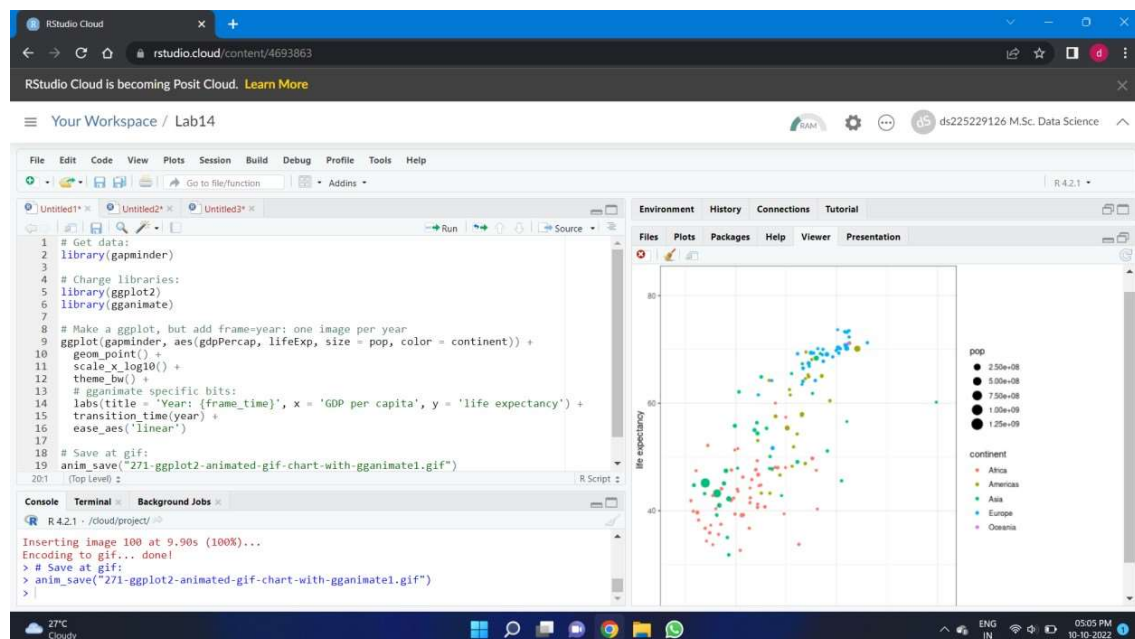 RStudio Cloud
rstudio.cloud/content/4693863
d
RStudio Cloud is becoming Posit Cloud. Learn More
Your Workspace / Lab14
RAM
dS ds225229126 M.Sc. Data Science
File Edit Code View Plots Session Build Debug Profile Tools Help
Go to file/function Addins R 4.2.1
Untitled1* Untitled2* Untitled3*
Run Source
1 # Get data:
2 library(gapminder)
3
4 # Charge libraries:
5 library(ggplot2)
6 library(gganimate)
7
8 # Make a ggplot, but add frame=year: one image per year
9 ggplot(gapminder, aes(gdpPercap, lifeExp, size = pop, color = continent)) +
10 geom_point() +
11 scale_x_log10() +
12 theme_bw() +
13 # gganimate specific bits:
14 labs(title = 'Year: {frame_time}', x = 'GDP per capita', y = 'life expectancy') +
15 transition_time(year) +
16 ease_aes('linear')
17
18 # Save at gif:
19 anim_save("271-ggplot2-animated-gif-chart-with-gganimate1.gif")
20:1 (Top Level) R Script
Console Terminal Background Jobs
R 4.2.1 · /cloud/project/
Inserting image 100 at 9.90s (100%)...
Encoding to gif... done!
> # Save at gif:
> anim_save("271-ggplot2-animated-gif-chart-with-gganimate1.gif")
>
Environment History Connections Tutorial
Files Plots Packages Help Viewer Presentation
80
60
40
life expectancy
pop
2.50e+08
5.00e+08
7.50e+08
1.00e+09
1.25e+09
continent
Africa
Americas
Asia
Europe
Oceania
27°C
Cloudy
ENG
IN
05:05 PM
10-10-2022
1